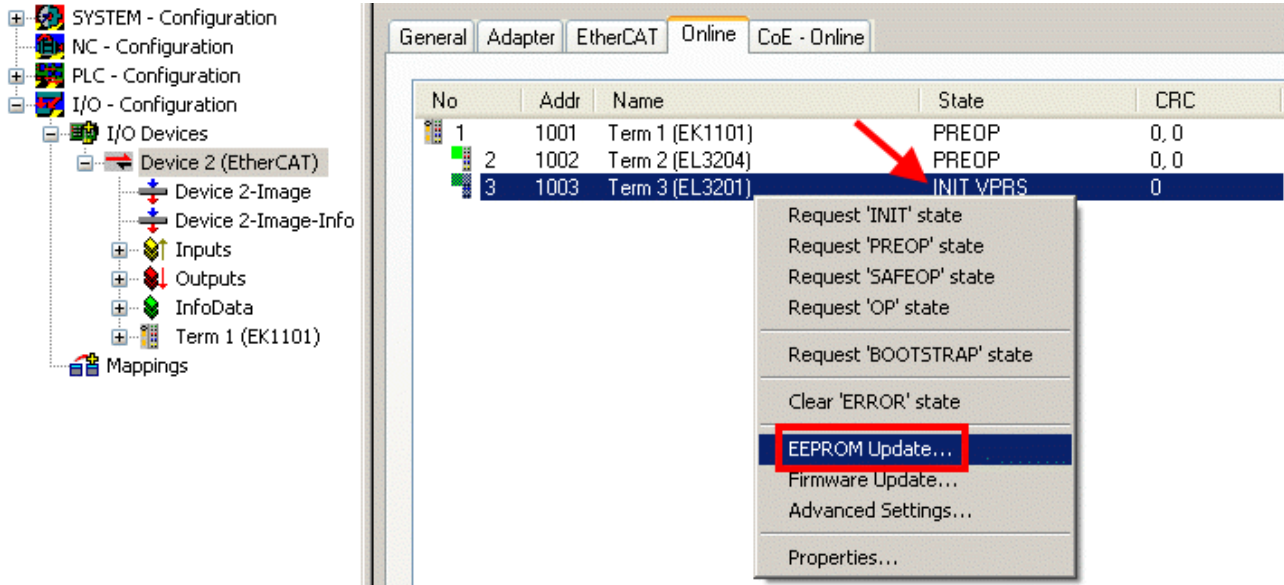 SYSTEM - Configuration
NC - Configuration
PLC - Configuration
I/O - Configuration
I/O Devices
Device 2 (EtherCAT)
Device 2-Image
Device 2-Image-Info
Inputs
Outputs
InfoData
Term 1 (EK1101)
Mappings
General Adapter EtherCAT Online CoE - Online
No Addr Name State CRC
1 1001 Term 1 (EK1101) PREOP 0, 0
2 1002 Term 2 (EL3204) PREOP 0, 0
3 1003 Term 3 (EL3201) INIT VPRS 0
Request 'INIT' state
Request 'PREOP' state
Request 'SAFEOP' state
Request 'OP' state
Request 'BOOTSTRAP' state
Clear 'ERROR' state
EEPROM Update...
Firmware Update...
Advanced Settings...
Properties...